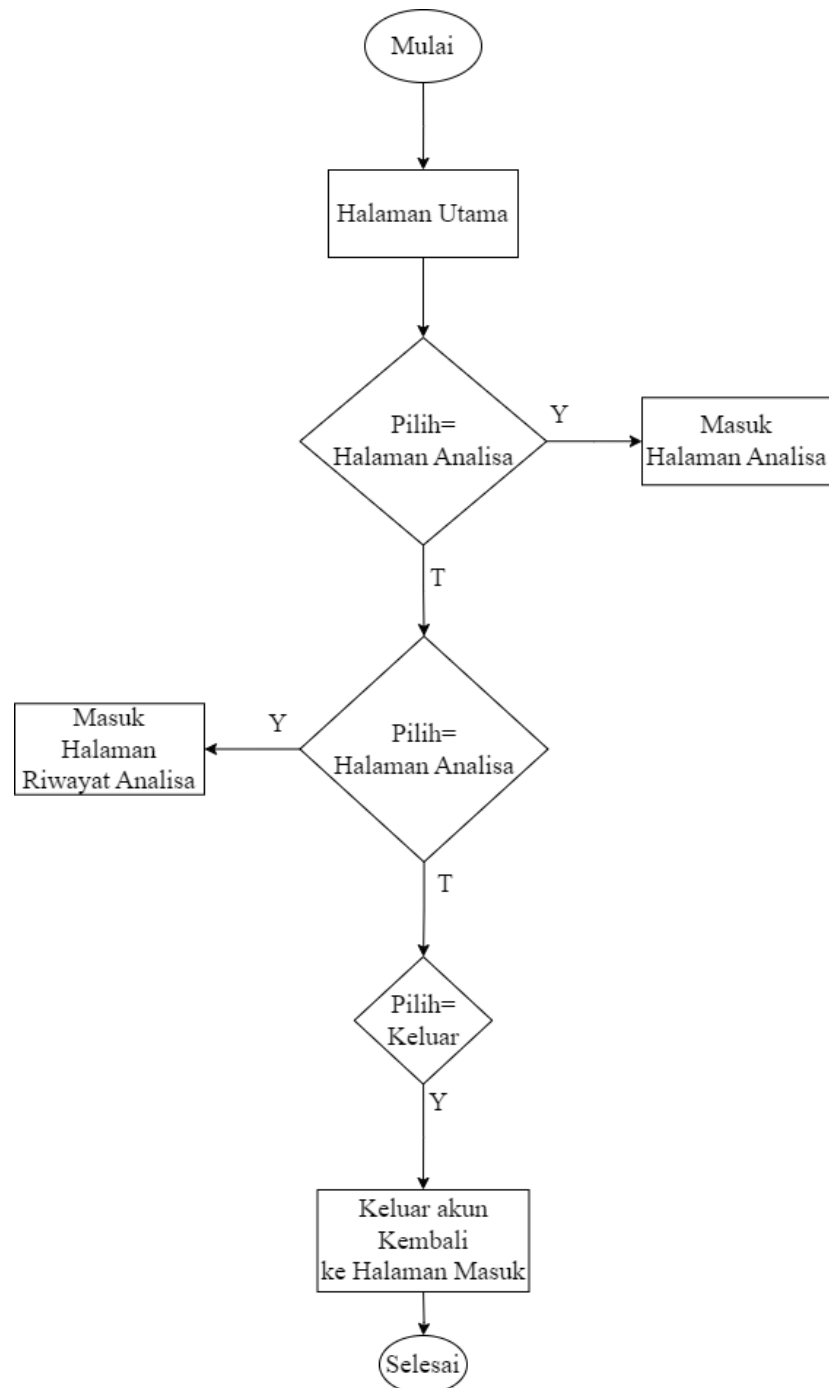 Mulai
Halaman Utama
Pilih=
Halaman Analisa
Y
Masuk
Halaman Analisa
T
Masuk
Halaman
Riwayat Analisa
Y
Pilih=
Halaman Analisa
T
Pilih=
Keluar
Y
Keluar akun
Kembali
ke Halaman Masuk
Selesai